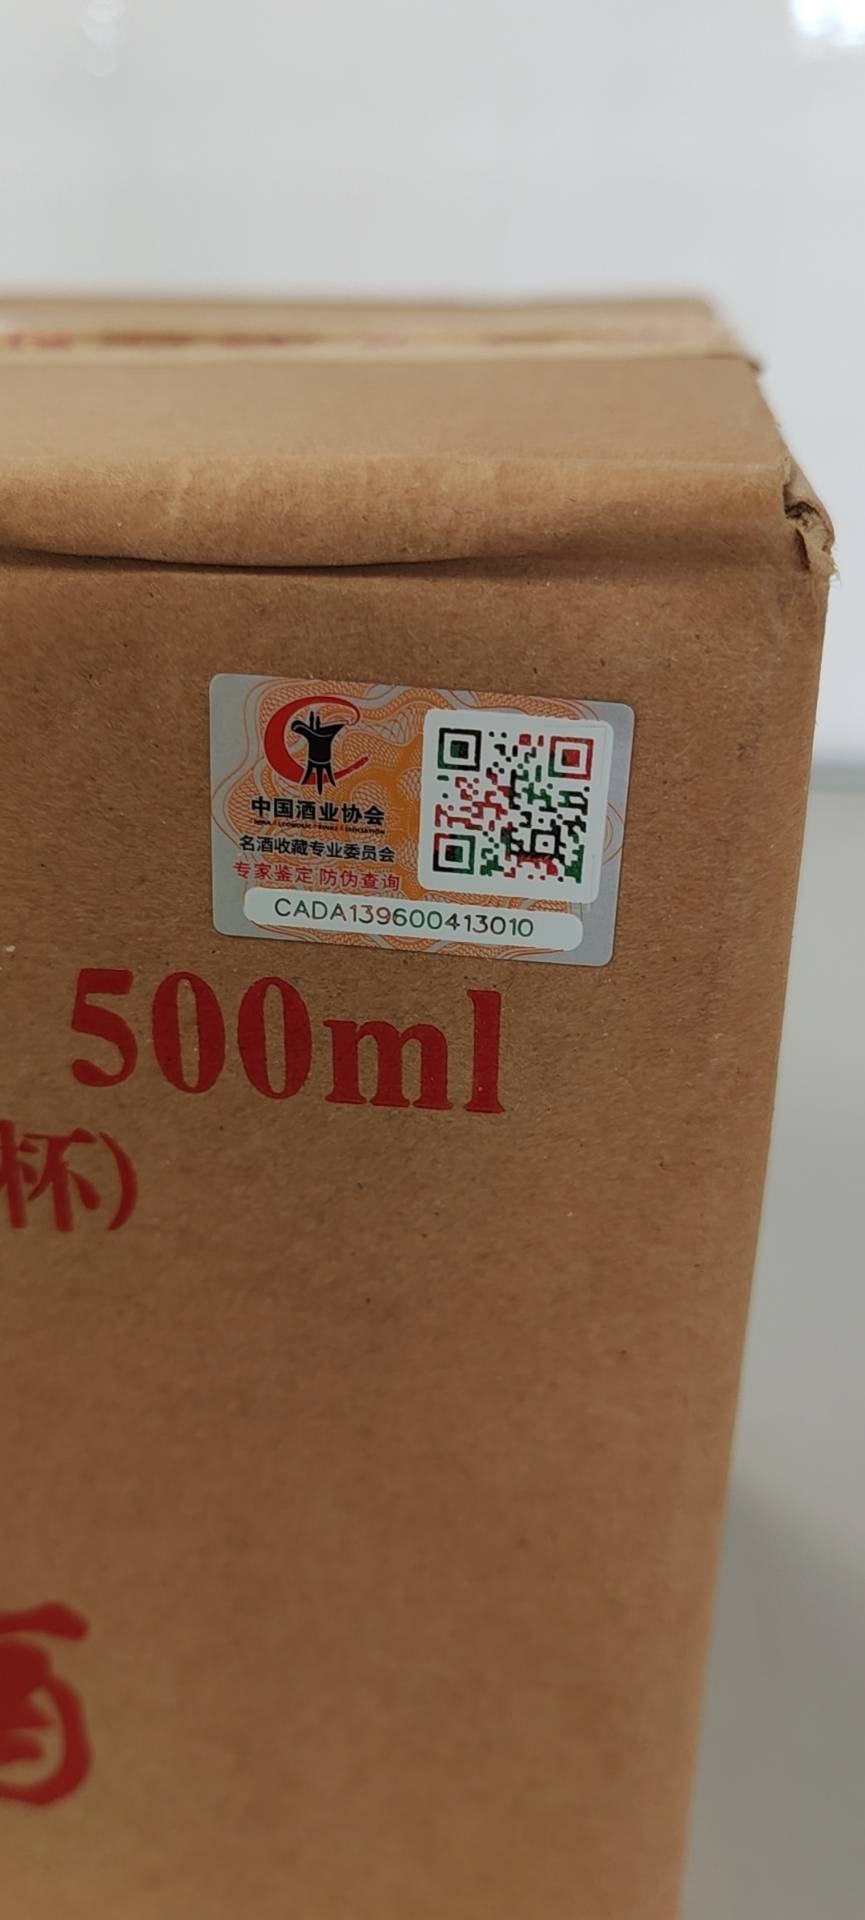 中国酒业协会
名酒收藏专业委员会
专家鉴定 防伪查询
CADA139600413010
500ml
杯)
酒